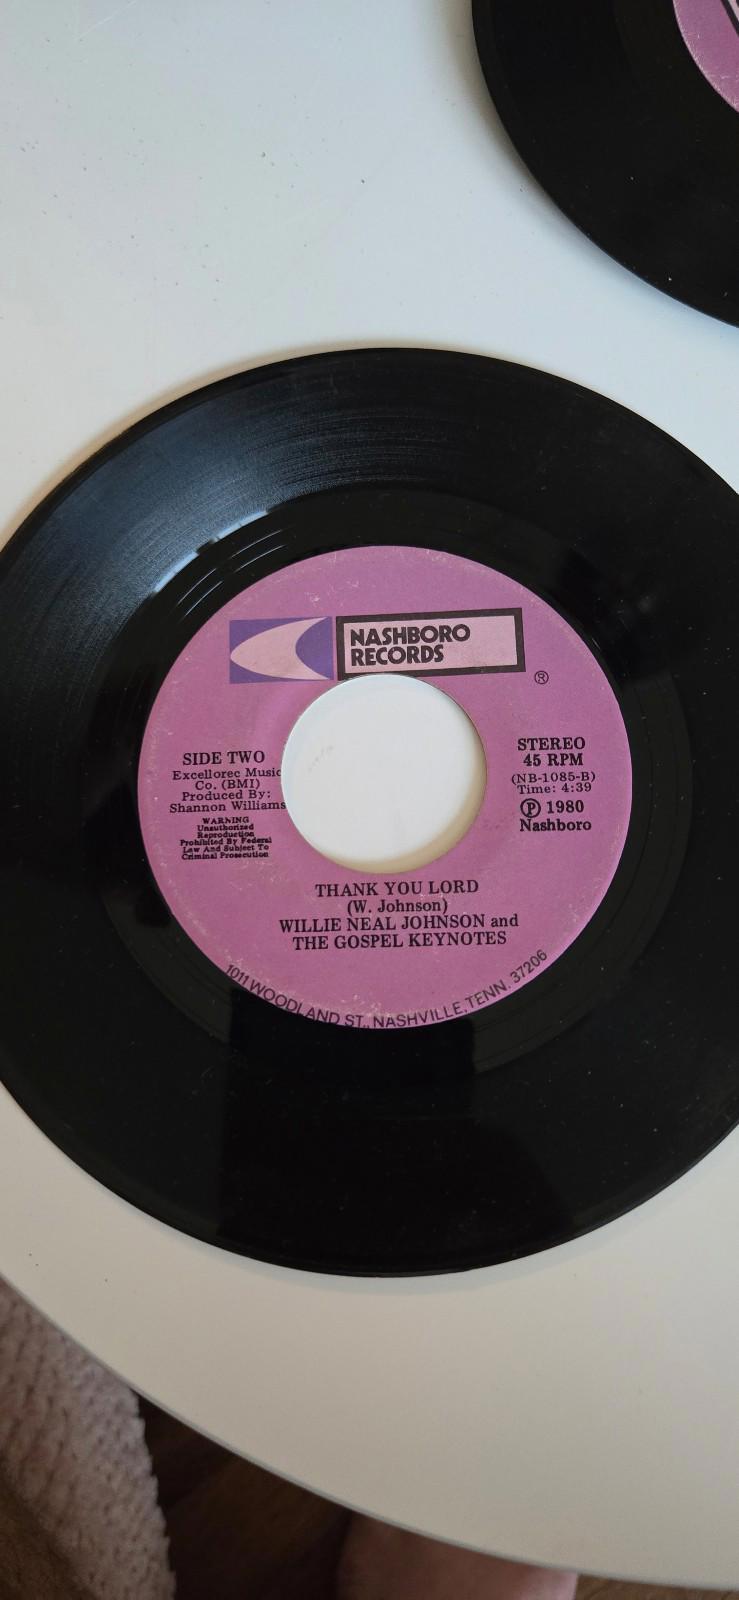 NASHBORO
RECORDS
®
SIDE TWO
Excellorec Music
Co. (BMI)
Produced By:
Shannon Williams
WARNING
Unauthorized
Reproduction
Prohibited By Federal
Law And Subject To
Criminal Prosecution
STEREO
45 RPM
(NB-1085-B)
Time: 4:39
℗ 1980
Nashboro
THANK YOU LORD
(W. Johnson)
WILLIE NEAL JOHNSON and
THE GOSPEL KEYNOTES
1011 WOODLAND ST., NASHVILLE, TENN. 37206